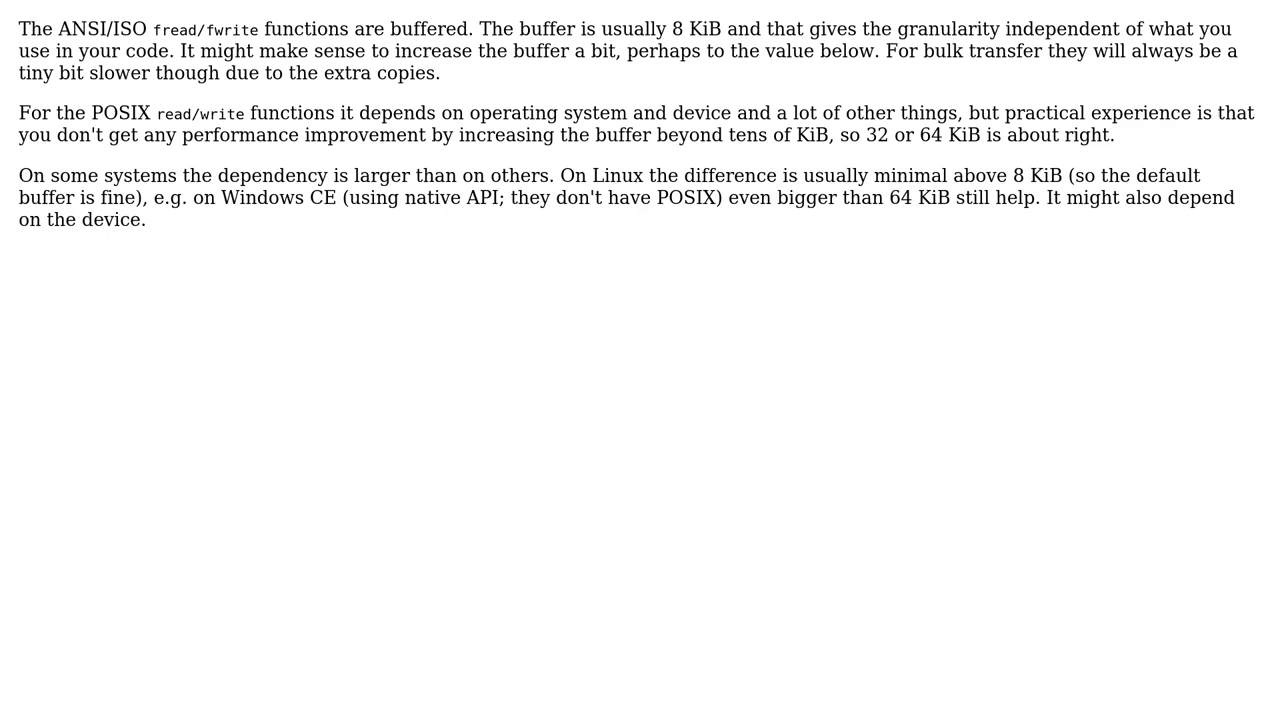 The ANSI/ISO fread/fwrite functions are buffered. The buffer is usually 8 KiB and that gives the granularity independent of what you
use in your code. It might make sense to increase the buffer a bit, perhaps to the value below. For bulk transfer they will always be a
tiny bit slower though due to the extra copies.
For the POSIX read/write functions it depends on operating system and device and a lot of other things, but practical experience is that
you don't get any performance improvement by increasing the buffer beyond tens of KiB, so 32 or 64 KiB is about right.
On some systems the dependency is larger than on others. On Linux the difference is usually minimal above 8 KiB (so the default
buffer is fine), e.g. on Windows CE (using native API; they don't have POSIX) even bigger than 64 KiB still help. It might also depend
on the device.